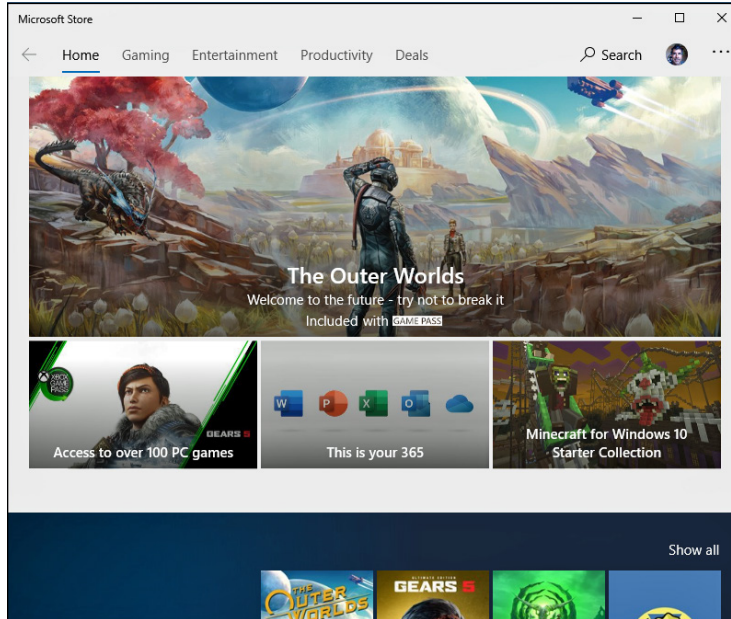 Microsoft Store
Home Gaming Entertainment Productivity Deals Search
The Outer Worlds
Welcome to the future - try not to break it
Included with GAME PASS
XBOX
GAME
PASS
GEARS 5
Access to over 100 PC games
W P X
This is your 365
Minecraft for Windows 10
Starter Collection
Show all
THE
OUTER
WORLDS
ULTIMATE EDITION
GEARS 5